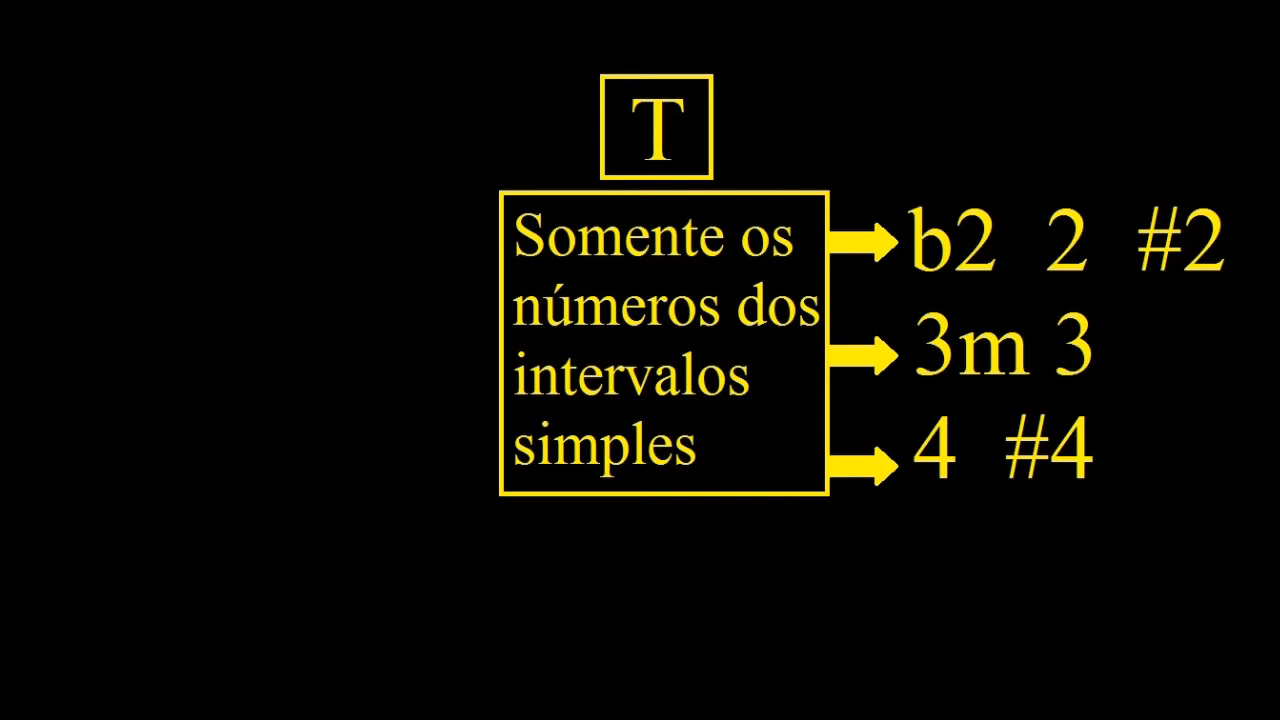 T
Somente os
números dos
intervalos
simples
b2 2 #2
3m 3
4 #4